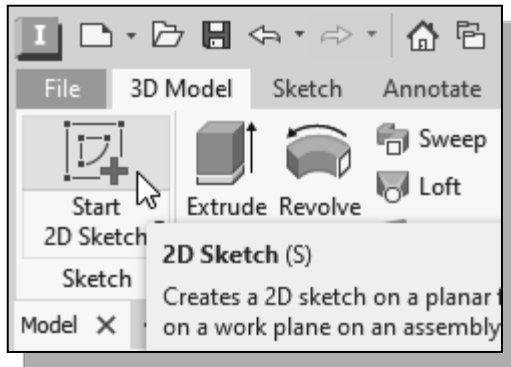 I
File 3D Model Sketch Annotate
Start
2D Sketch
Extrude
Revolve
Sweep
Loft
Sketch
2D Sketch (S)
Creates a 2D sketch on a planar
on a work plane on an assembly
Model ×